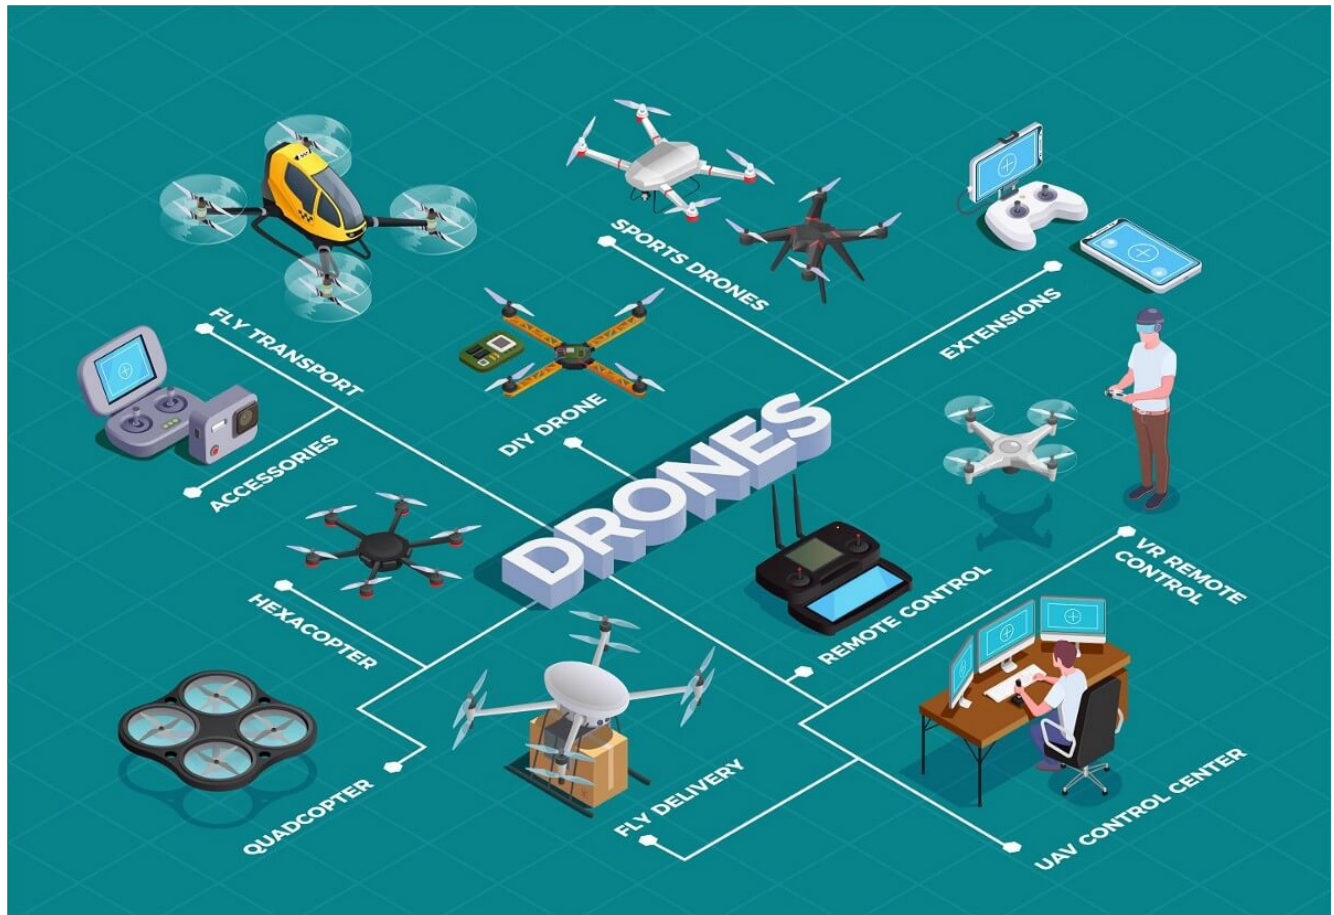 SPORTS DRONES
EXTENSIONS
FLY TRANSPORT
DIY DRONE
ACCESSORIES
DRONES
HEXACOPTER
REMOTE CONTROL
VR REMOTE
CONTROL
QUADCOPTER
FLY DELIVERY
UAV CONTROL CENTER